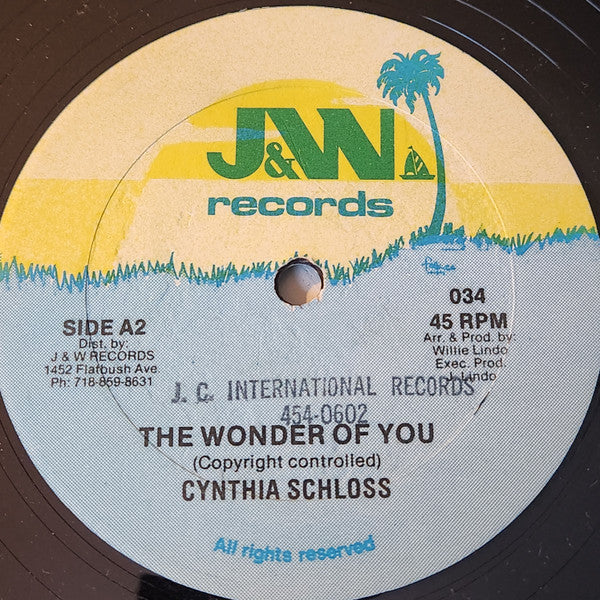 J&W
records
SIDE A2
Dist. by:
J & W RECORDS
1452 Flatbush Ave.
Ph: 718-859-8631
034
45 RPM
Arr. & Prod. by:
Willie Lindo
Exec. Prod.
J. Lindo
J. C. INTERNATIONAL RECORDS
454-0602
THE WONDER OF YOU
(Copyright controlled)
CYNTHIA SCHLOSS
All rights reserved